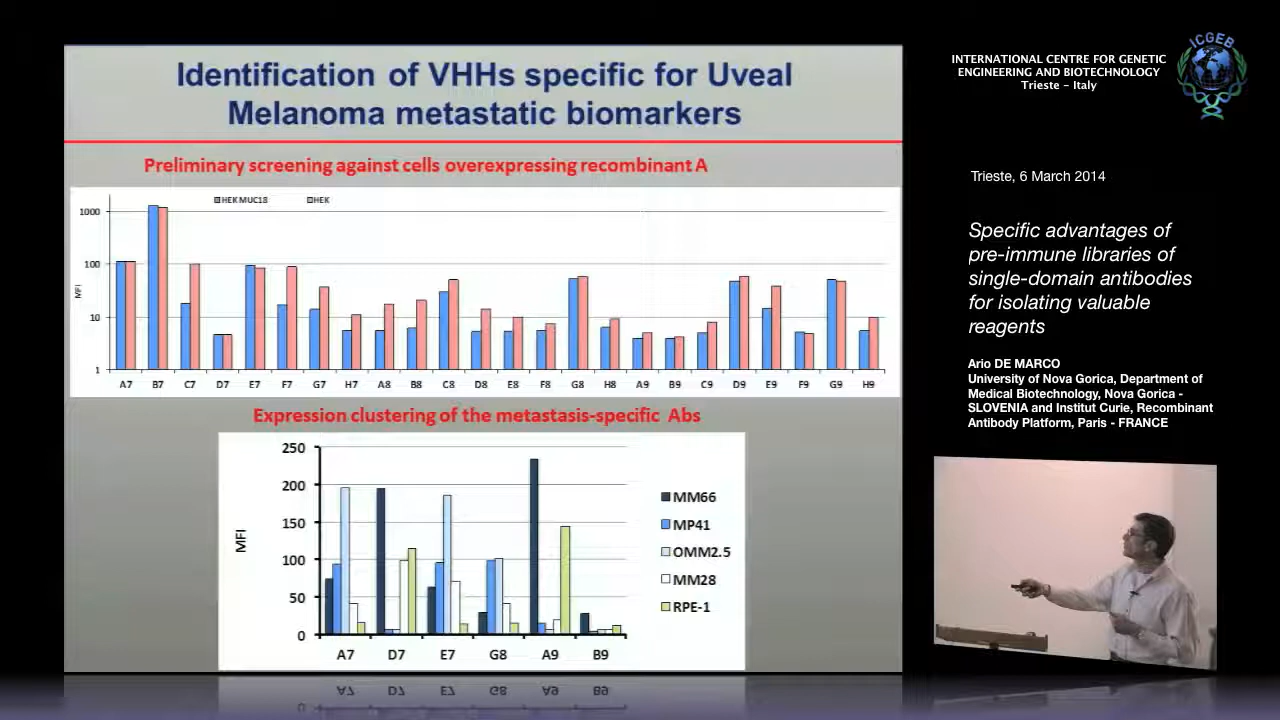 Identification of VHHs specific for Uveal
Melanoma metastatic biomarkers
Preliminary screening against cells overexpressing recombinant A
HEK MUC18 HEK
1000
100
10
1
MFI
A7 B7 C7 D7 E7 F7 G7 H7 A8 B8 C8 D8 E8 F8 G8 H8 A9 B9 C9 D9 E9 F9 G9 H9
Expression clustering of the metastasis-specific Abs
250
200
150
100
50
0
MFI
A7 D7 E7 G8 A9 B9
MM66
MP41
OMM2.5
MM28
RPE-1
INTERNATIONAL CENTRE FOR GENETIC
ENGINEERING AND BIOTECHNOLOGY
Trieste - Italy
ICGEB
Trieste, 6 March 2014
Specific advantages of
pre-immune libraries of
single-domain antibodies
for isolating valuable
reagents
Ario DE MARCO
University of Nova Gorica, Department of
Medical Biotechnology, Nova Gorica -
SLOVENIA and Institut Curie, Recombinant
Antibody Platform, Paris - FRANCE